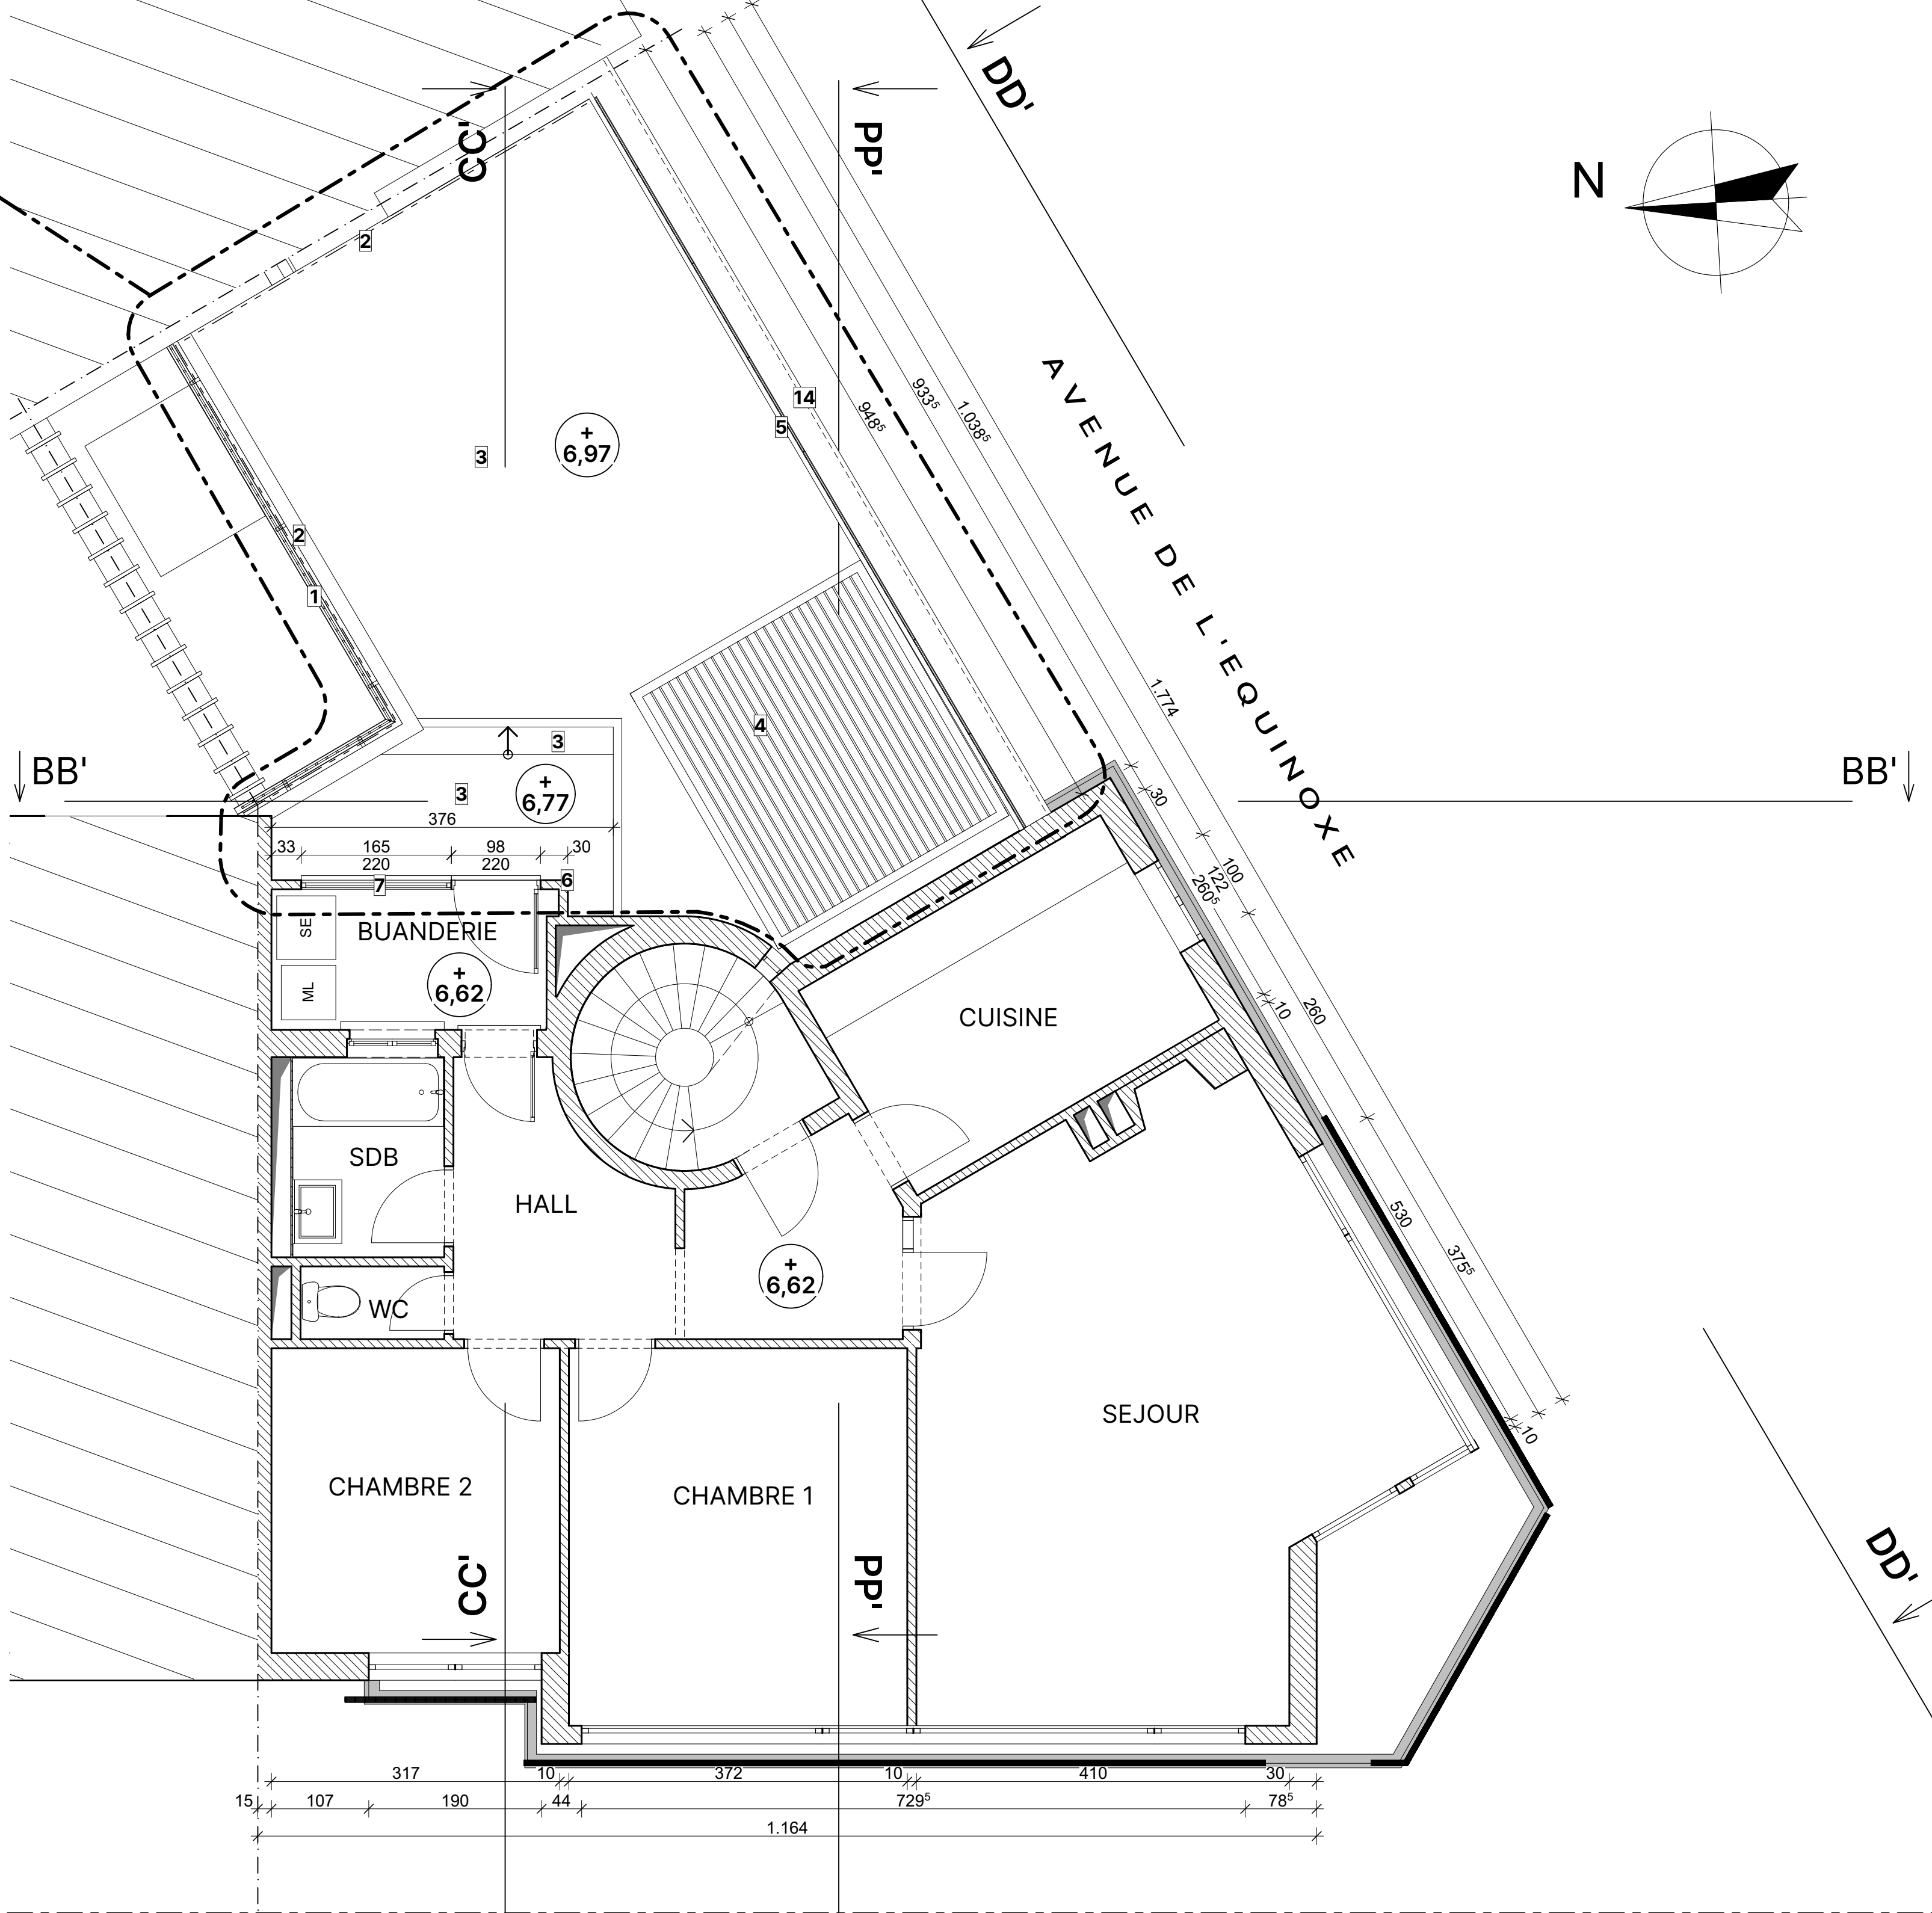 DD'
CC'
PP'
N
2
933⁵
1.038⁵
948⁵
14
5
+
6,97
3
AVENUE DE L'EQUINOXE
2
1
1.774
4
3
BB'
BB'
+
6,77
3
376
30
33
165
98
30
220
220
7
6
100
122
260⁵
SE
BUANDERIE
+
6,62
ML
10
260
CUISINE
SDB
HALL
530
375⁵
+
6,62
WC
SEJOUR
10
CHAMBRE 2
CHAMBRE 1
CC'
PP'
DD'
317
10
372
10
410
30
15
107
190
44
729⁵
78⁵
1.164